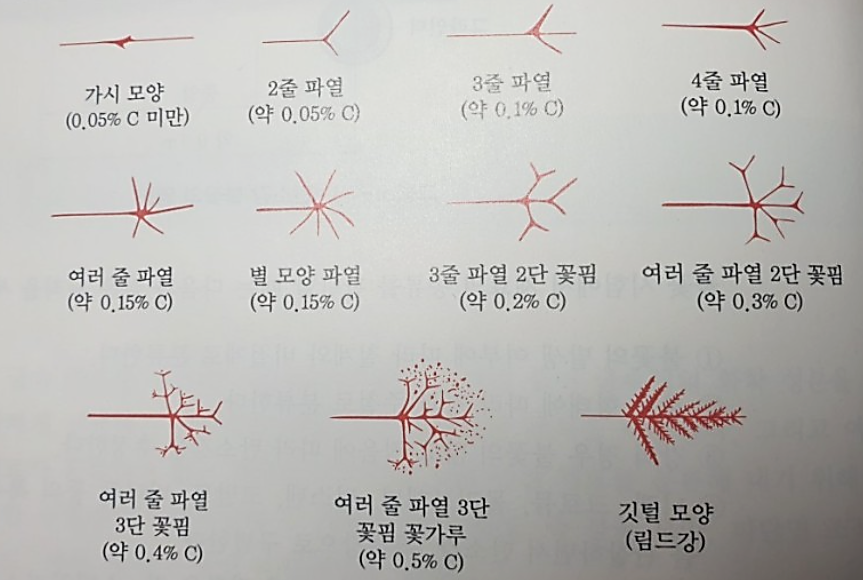 가시 모양
(0.05% C 미만)
2줄 파열
(약 0.05% C)
3줄 파열
(약 0.1% C)
4줄 파열
(약 0.1% C)
여러 줄 파열
(약 0.15% C)
별 모양 파열
(약 0.15% C)
3줄 파열 2단 꽃핌
(약 0.2% C)
여러 줄 파열 2단 꽃핌
(약 0.3% C)
여러 줄 파열
3단 꽃핌
(약 0.4% C)
여러 줄 파열 3단
꽃핌 꽃가루
(약 0.5% C)
깃털 모양
(림드강)